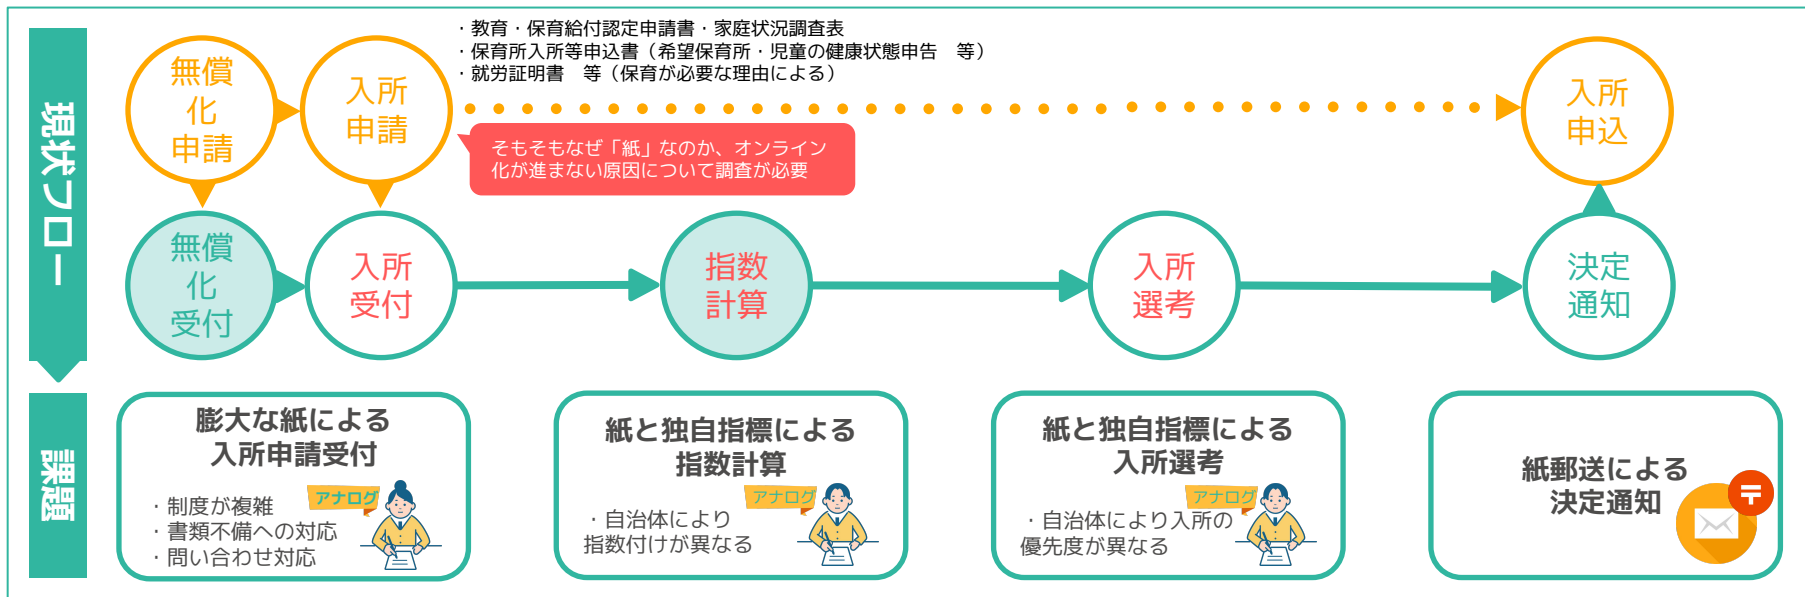 現状フロー
・教育・保育給付認定申請書・家庭状況調査表
・保育所入所等申込書（希望保育所・児童の健康状態申告　等）
・就労証明書　等（保育が必要な理由による）
無償
化
申請
入所
申請
入所
申込
そもそもなぜ「紙」なのか、オンライン
化が進まない原因について調査が必要
無償
化
受付
入所
受付
指数
計算
入所
選考
決定
通知
課題
膨大な紙による
入所申請受付
アナログ
・制度が複雑
・書類不備への対応
・問い合わせ対応
紙と独自指標による
指数計算
アナログ
・自治体により
指数付けが異なる
紙と独自指標による
入所選考
アナログ
・自治体により入所の
優先度が異なる
紙郵送による
決定通知
〒